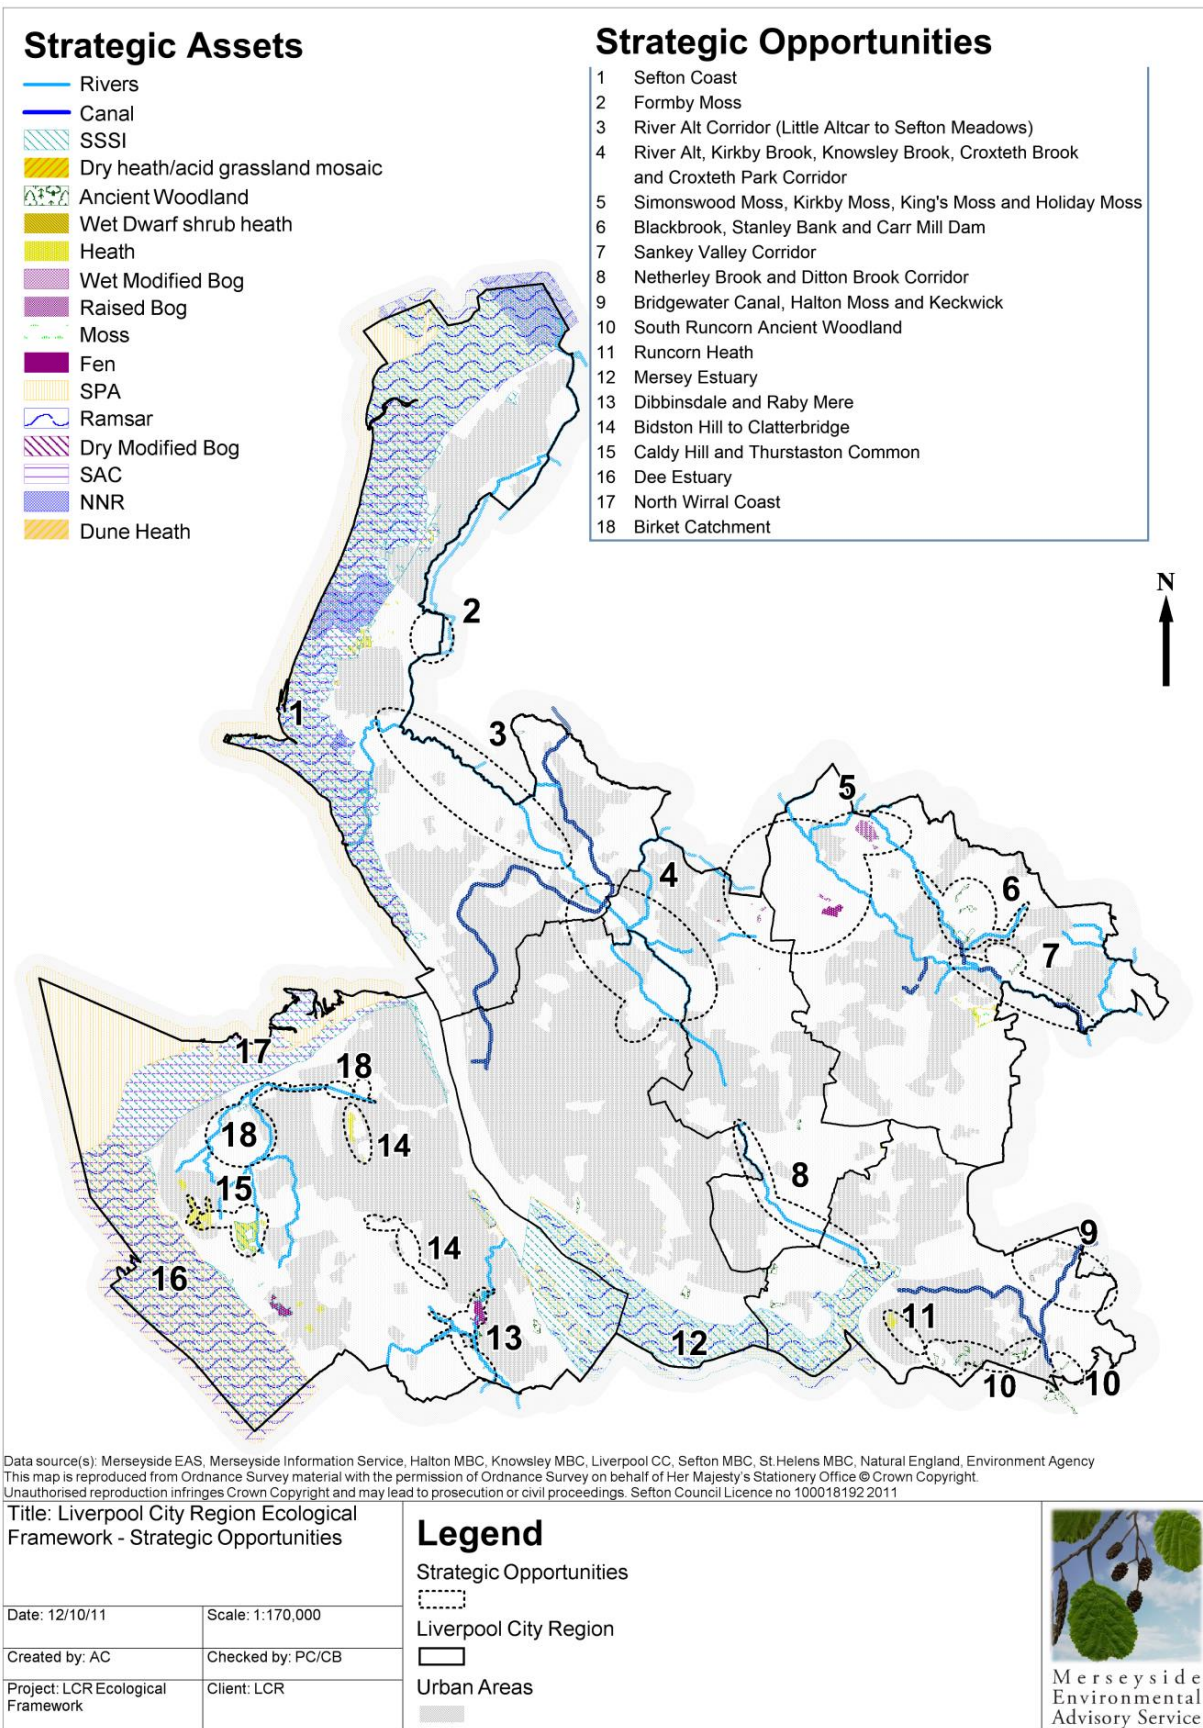 Strategic Assets
Rivers
Canal
SSSI
Dry heath/acid grassland mosaic
Ancient Woodland
Wet Dwarf shrub heath
Heath
Wet Modified Bog
Raised Bog
Moss
Fen
SPA
Ramsar
Dry Modified Bog
SAC
NNR
Dune Heath
Strategic Opportunities
1 Sefton Coast
2 Formby Moss
3 River Alt Corridor (Little Altcar to Sefton Meadows)
4 River Alt, Kirkby Brook, Knowsley Brook, Croxteth Brook
and Croxteth Park Corridor
5 Simonswood Moss, Kirkby Moss, King's Moss and Holiday Moss
6 Blackbrook, Stanley Bank and Carr Mill Dam
7 Sankey Valley Corridor
8 Netherley Brook and Ditton Brook Corridor
9 Bridgewater Canal, Halton Moss and Keckwick
10 South Runcorn Ancient Woodland
11 Runcorn Heath
12 Mersey Estuary
13 Dibbinsdale and Raby Mere
14 Bidston Hill to Clatterbridge
15 Caldy Hill and Thurstaston Common
16 Dee Estuary
17 North Wirral Coast
18 Birket Catchment
N
2
1
3
5
4
6
7
17
18
18
14
15
8
14
9
16
11
13
12
10
10
Data source(s): Merseyside EAS, Merseyside Information Service, Halton MBC, Knowsley MBC, Liverpool CC, Sefton MBC, St.Helens MBC, Natural England, Environment Agency
This map is reproduced from Ordnance Survey material with the permission of Ordnance Survey on behalf of Her Majesty's Stationery Office © Crown Copyright.
Unauthorised reproduction infringes Crown Copyright and may lead to prosecution or civil proceedings. Sefton Council Licence no 100018192 2011
Title: Liverpool City Region Ecological
Framework - Strategic Opportunities
Date: 12/10/11
Scale: 1:170,000
Created by: AC
Checked by: PC/CB
Project: LCR Ecological
Framework
Client: LCR
Legend
Strategic Opportunities
Liverpool City Region
Urban Areas
Merseyside
Environmental
Advisory Service